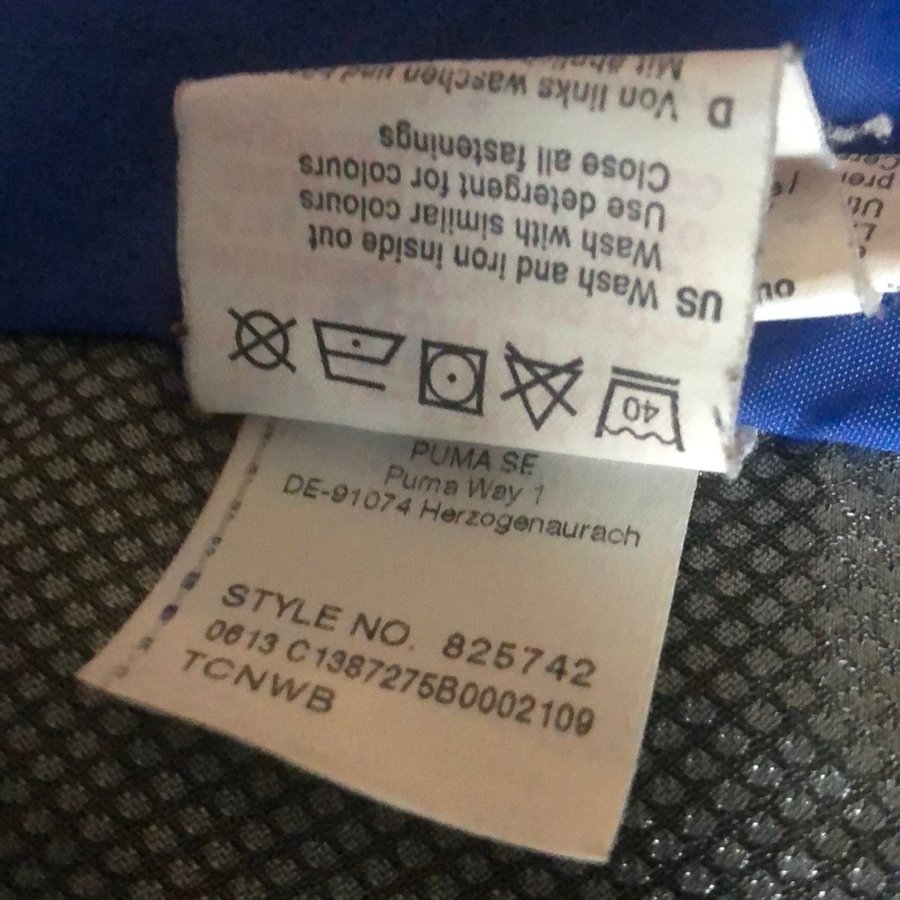 40
US Wash and Iron inside out
Wash with similar colours
Use detergent for colours
Close all fastenings
D Von links waschen und
Mit
PUMA SE
Puma Way 1
DE-91074 Herzogenaurach
STYLE NO. 825742
0613 C1387275B0002109
TCNWB